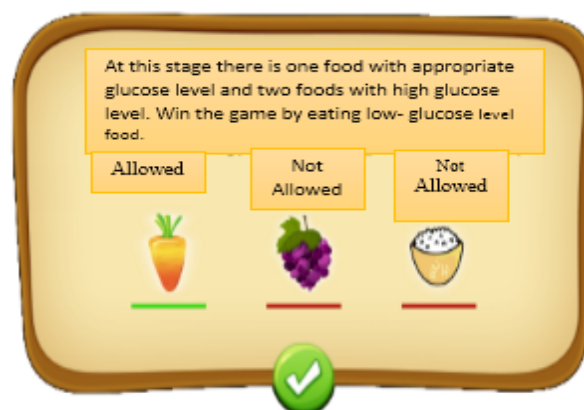 At this stage there is one food with appropriate
glucose level and two foods with high glucose
level. Win the game by eating low- glucose level
food.
Allowed
Not
Allowed
Not
Allowed